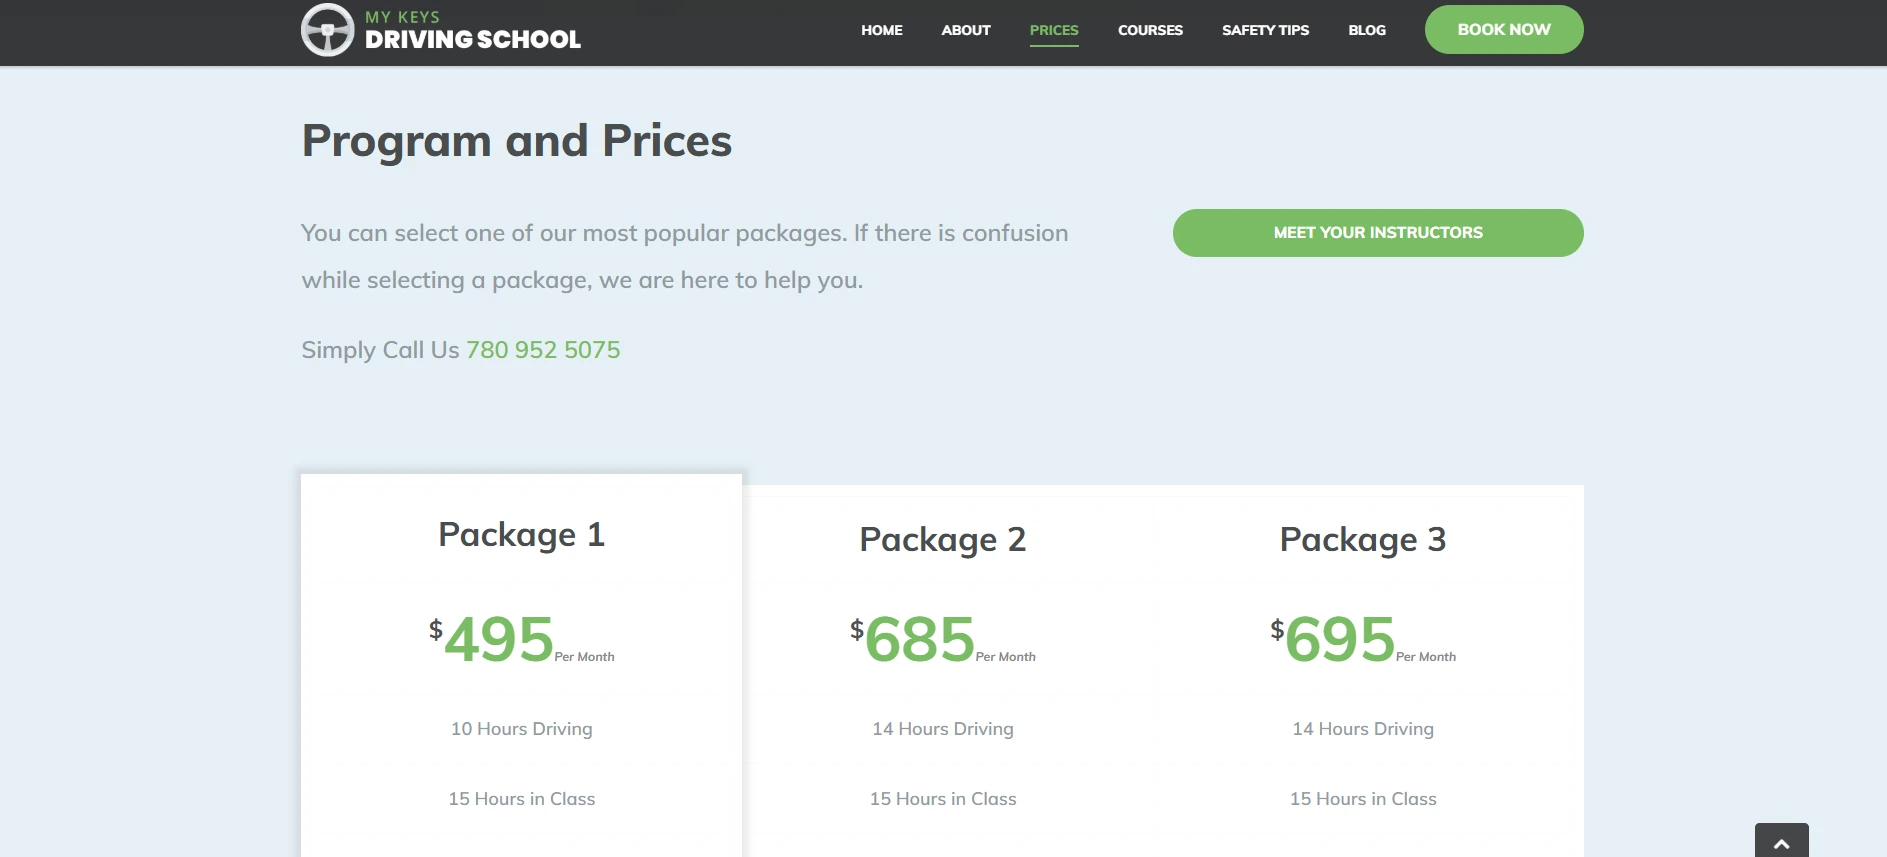 MY KEYS
DRIVING SCHOOL
HOME ABOUT PRICES COURSES SAFETY TIPS BLOG BOOK NOW
Program and Prices
You can select one of our most popular packages. If there is confusion
while selecting a package, we are here to help you.
MEET YOUR INSTRUCTORS
Simply Call Us 780 952 5075
Package 1
$495 Per Month
10 Hours Driving
15 Hours in Class
Package 2
$685 Per Month
14 Hours Driving
15 Hours in Class
Package 3
$695 Per Month
14 Hours Driving
15 Hours in Class